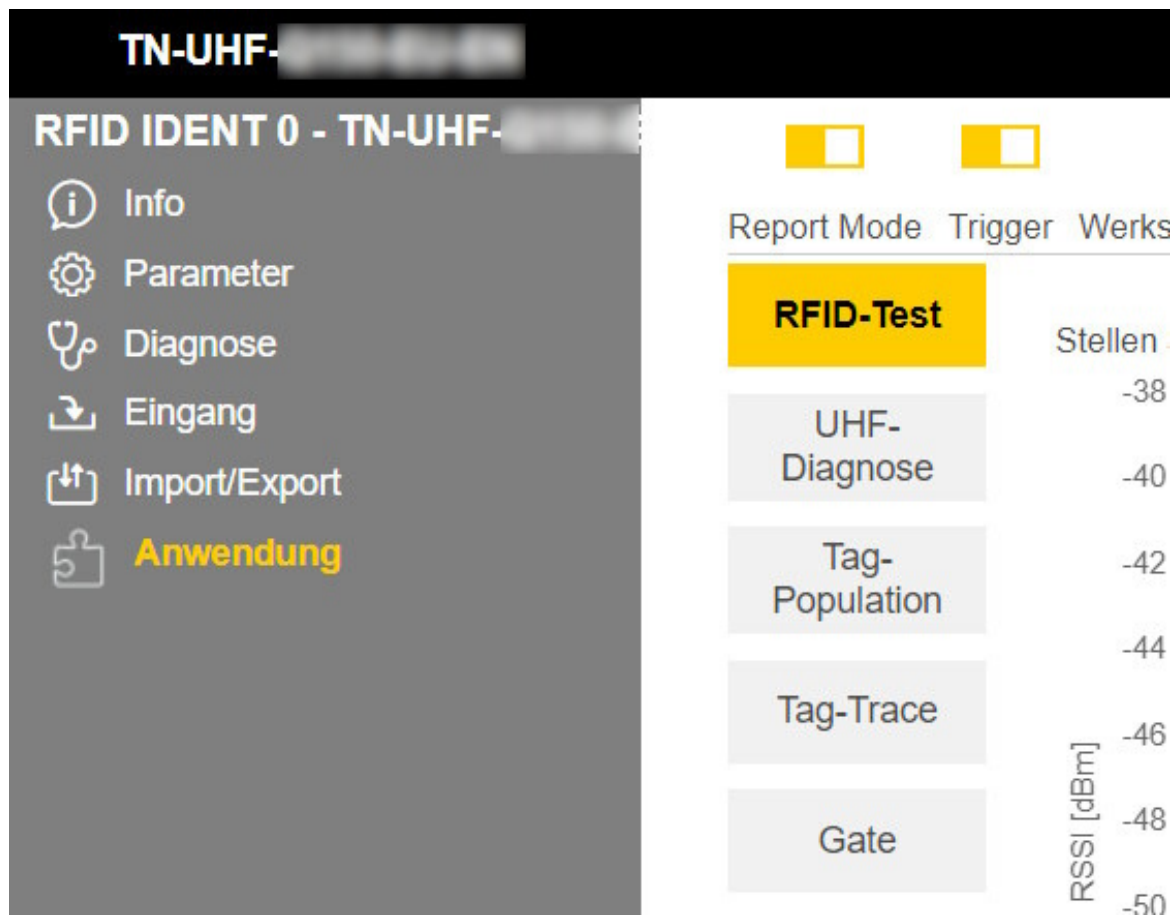 TN-UHF-
RFID IDENT 0 - TN-UHF-
Info
Parameter
Diagnose
Eingang
Import/Export
Anwendung
Report Mode Trigger
RFID-Test
UHF-
Diagnose
Tag-
Population
Tag-Trace
Gate
Stellen
-38
-40
-42
-44
-46
-48
-50
RSSI [dBm]